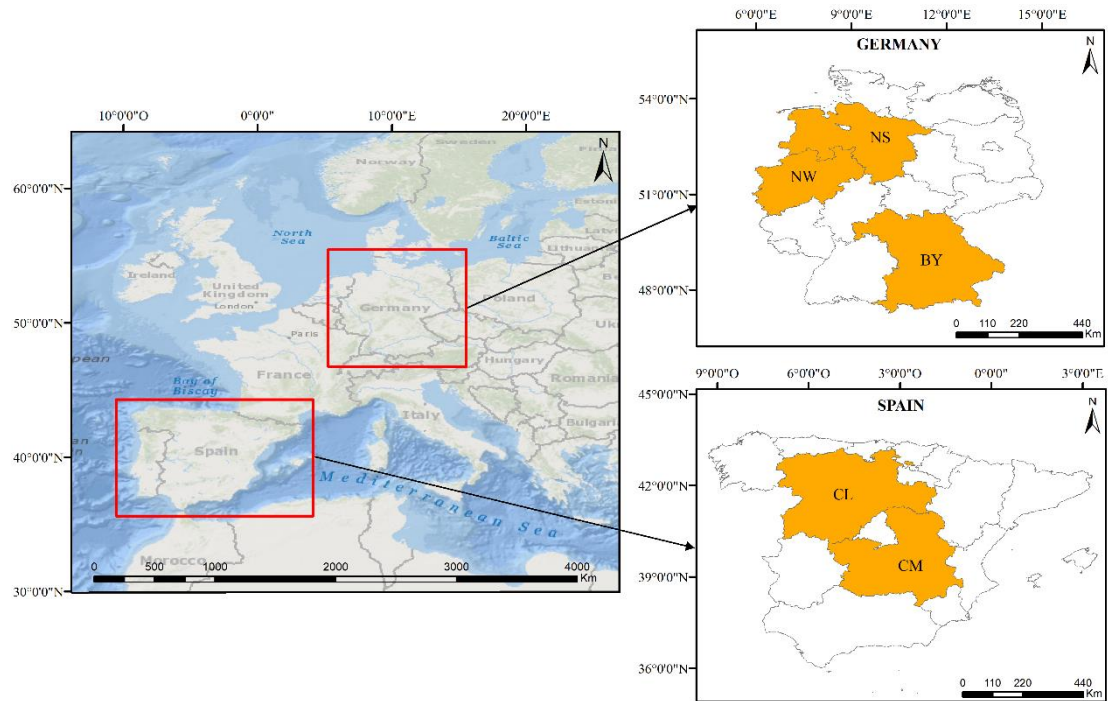 10°0'0"W 0°0'0" 10°0'0"E 20°0'0"E
60°0'0"N
50°0'0"N
40°0'0"N
30°0'0"N
N
Sweden
Norway
North
Sea
Baltic
Sea
Ireland
United
Kingdom
London
Germany
Poland
Paris
France
Hungary
Romania
Bay of
Biscay
Italy
Spain
Mediterranean Sea
Morocco
0 500 1000 2000 3000 4000
Km
6°0'0"E 9°0'0"E 12°0'0"E 15°0'0"E
GERMANY
N
54°0'0"N
51°0'0"N
48°0'0"N
NS
NW
BY
0 110 220 440
Km
9°0'0"W 6°0'0"W 3°0'0"W 0°0'0" 3°0'0"E
45°0'0"N
SPAIN
N
42°0'0"N
39°0'0"N
36°0'0"N
CL
CM
0 110 220 440
Km